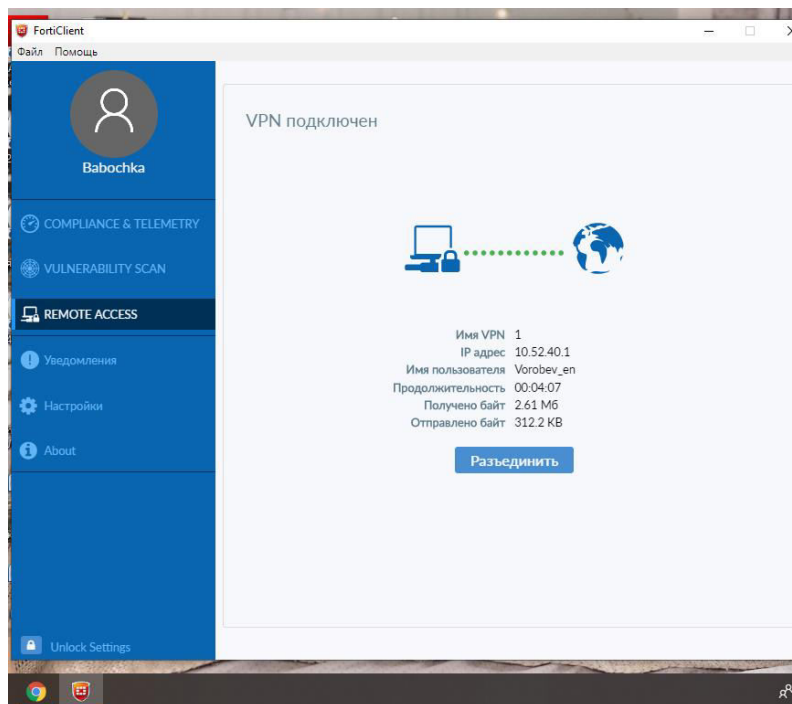 FortiClient
Файл Помощь
Babochka
COMPLIANCE & TELEMETRY
VULNERABILITY SCAN
REMOTE ACCESS
Уведомления
Настройки
About
Unlock Settings
VPN подключен
Имя VPN 1
IP адрес 10.52.40.1
Имя пользователя Vorobev_en
Продолжительность 00:04:07
Получено байт 2.61 Мб
Отправлено байт 312.2 KB
Разъединить